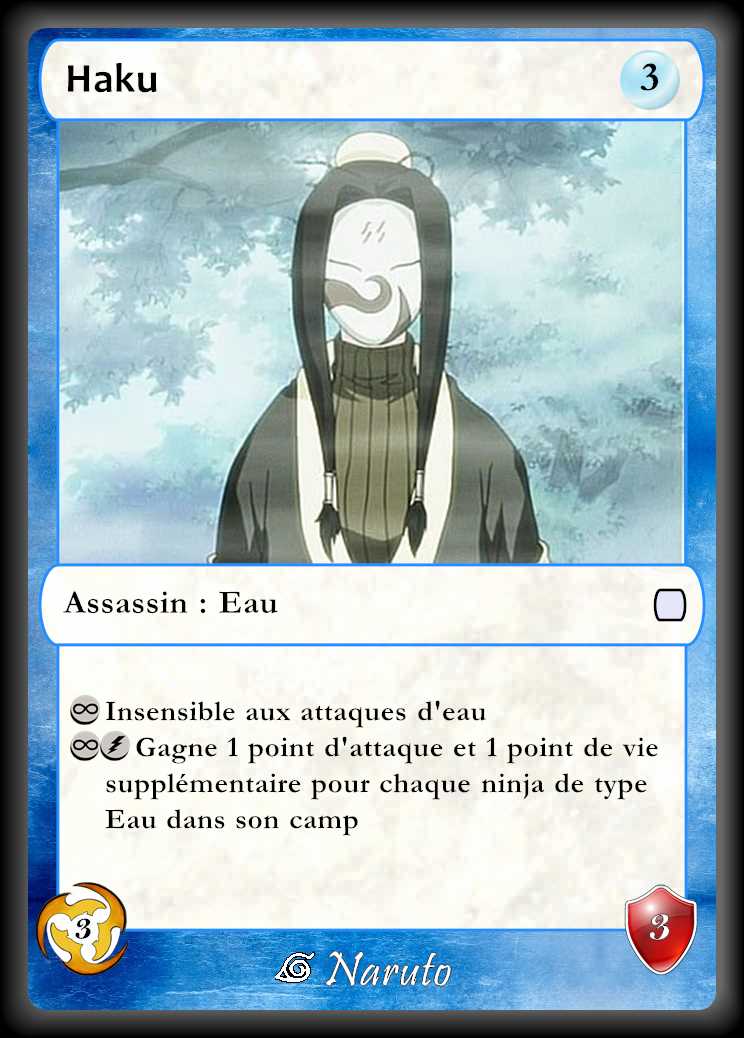 Haku
3
Assassin : Eau
Insensible aux attaques d'eau
Gagne 1 point d'attaque et 1 point de vie
supplémentaire pour chaque ninja de type
Eau dans son camp
3
3
Naruto